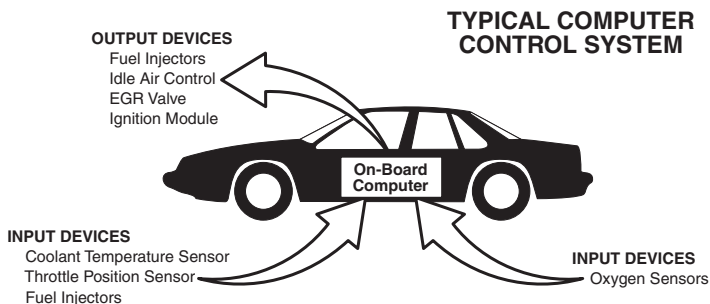 TYPICAL COMPUTER
CONTROL SYSTEM
OUTPUT DEVICES
Fuel Injectors
Idle Air Control
EGR Valve
Ignition Module
On-Board
Computer
INPUT DEVICES
Coolant Temperature Sensor
Throttle Position Sensor
Fuel Injectors
INPUT DEVICES
Oxygen Sensors